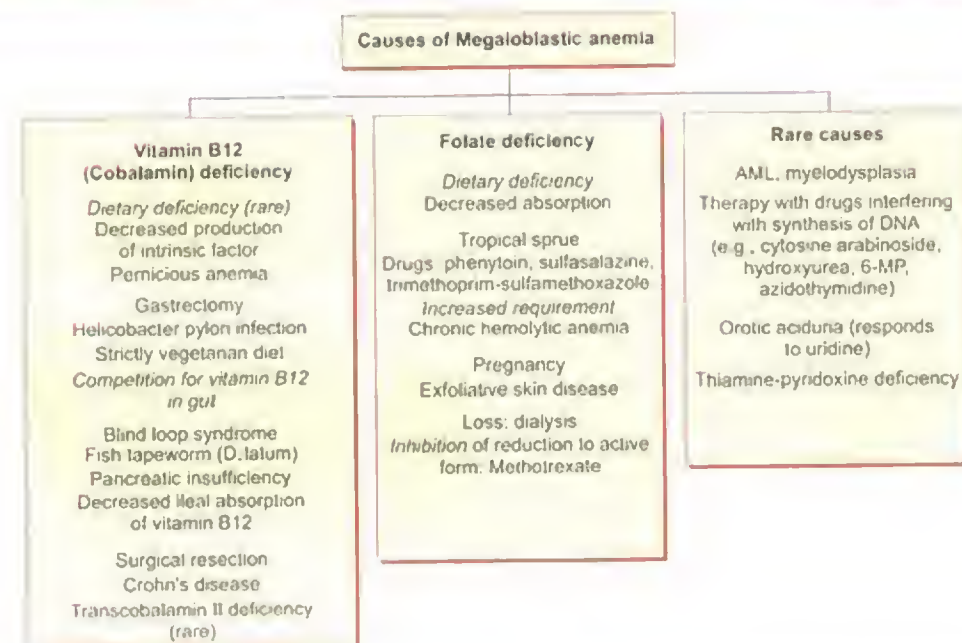 Causes of Megaloblastic anemia
Vitamin B12
(Cobalamin) deficiency
Dietary deficiency (rare)
Decreased production
of intrinsic factor
Pernicious anemia
Gastrectomy
Helicobacter pylon infection
Strictly vegetanan diet
Competition for vitamin B12
in gut
Blind loop syndrome
Fish tapeworm (D.latum)
Pancreatic insufficiency
Decreased ileal absorption
of vitamin B12
Surgical resection
Crohn's disease
Transcobalamin II deficiency
(rare)
Folate deficiency
Dietary deficiency
Decreased absorption
Tropical sprue
Drugs phenytoin, sulfasalazine,
trimethoprim-sulfamethoxazole
Increased requirement
Chronic hemolytic anemia
Pregnancy
Exfoliative skin disease
Loss: dialysis
Inhibition of reduction to active
form. Methotrexate
Rare causes
AML, myelodysplasia
Therapy with drugs interfering
with synthesis of DNA
(e.g., cytosine arabinoside,
hydroxyurea, 6-MP,
azidothymidine)
Orotic aciduna (responds
to uridine)
Thiamine-pyridoxine deficiency